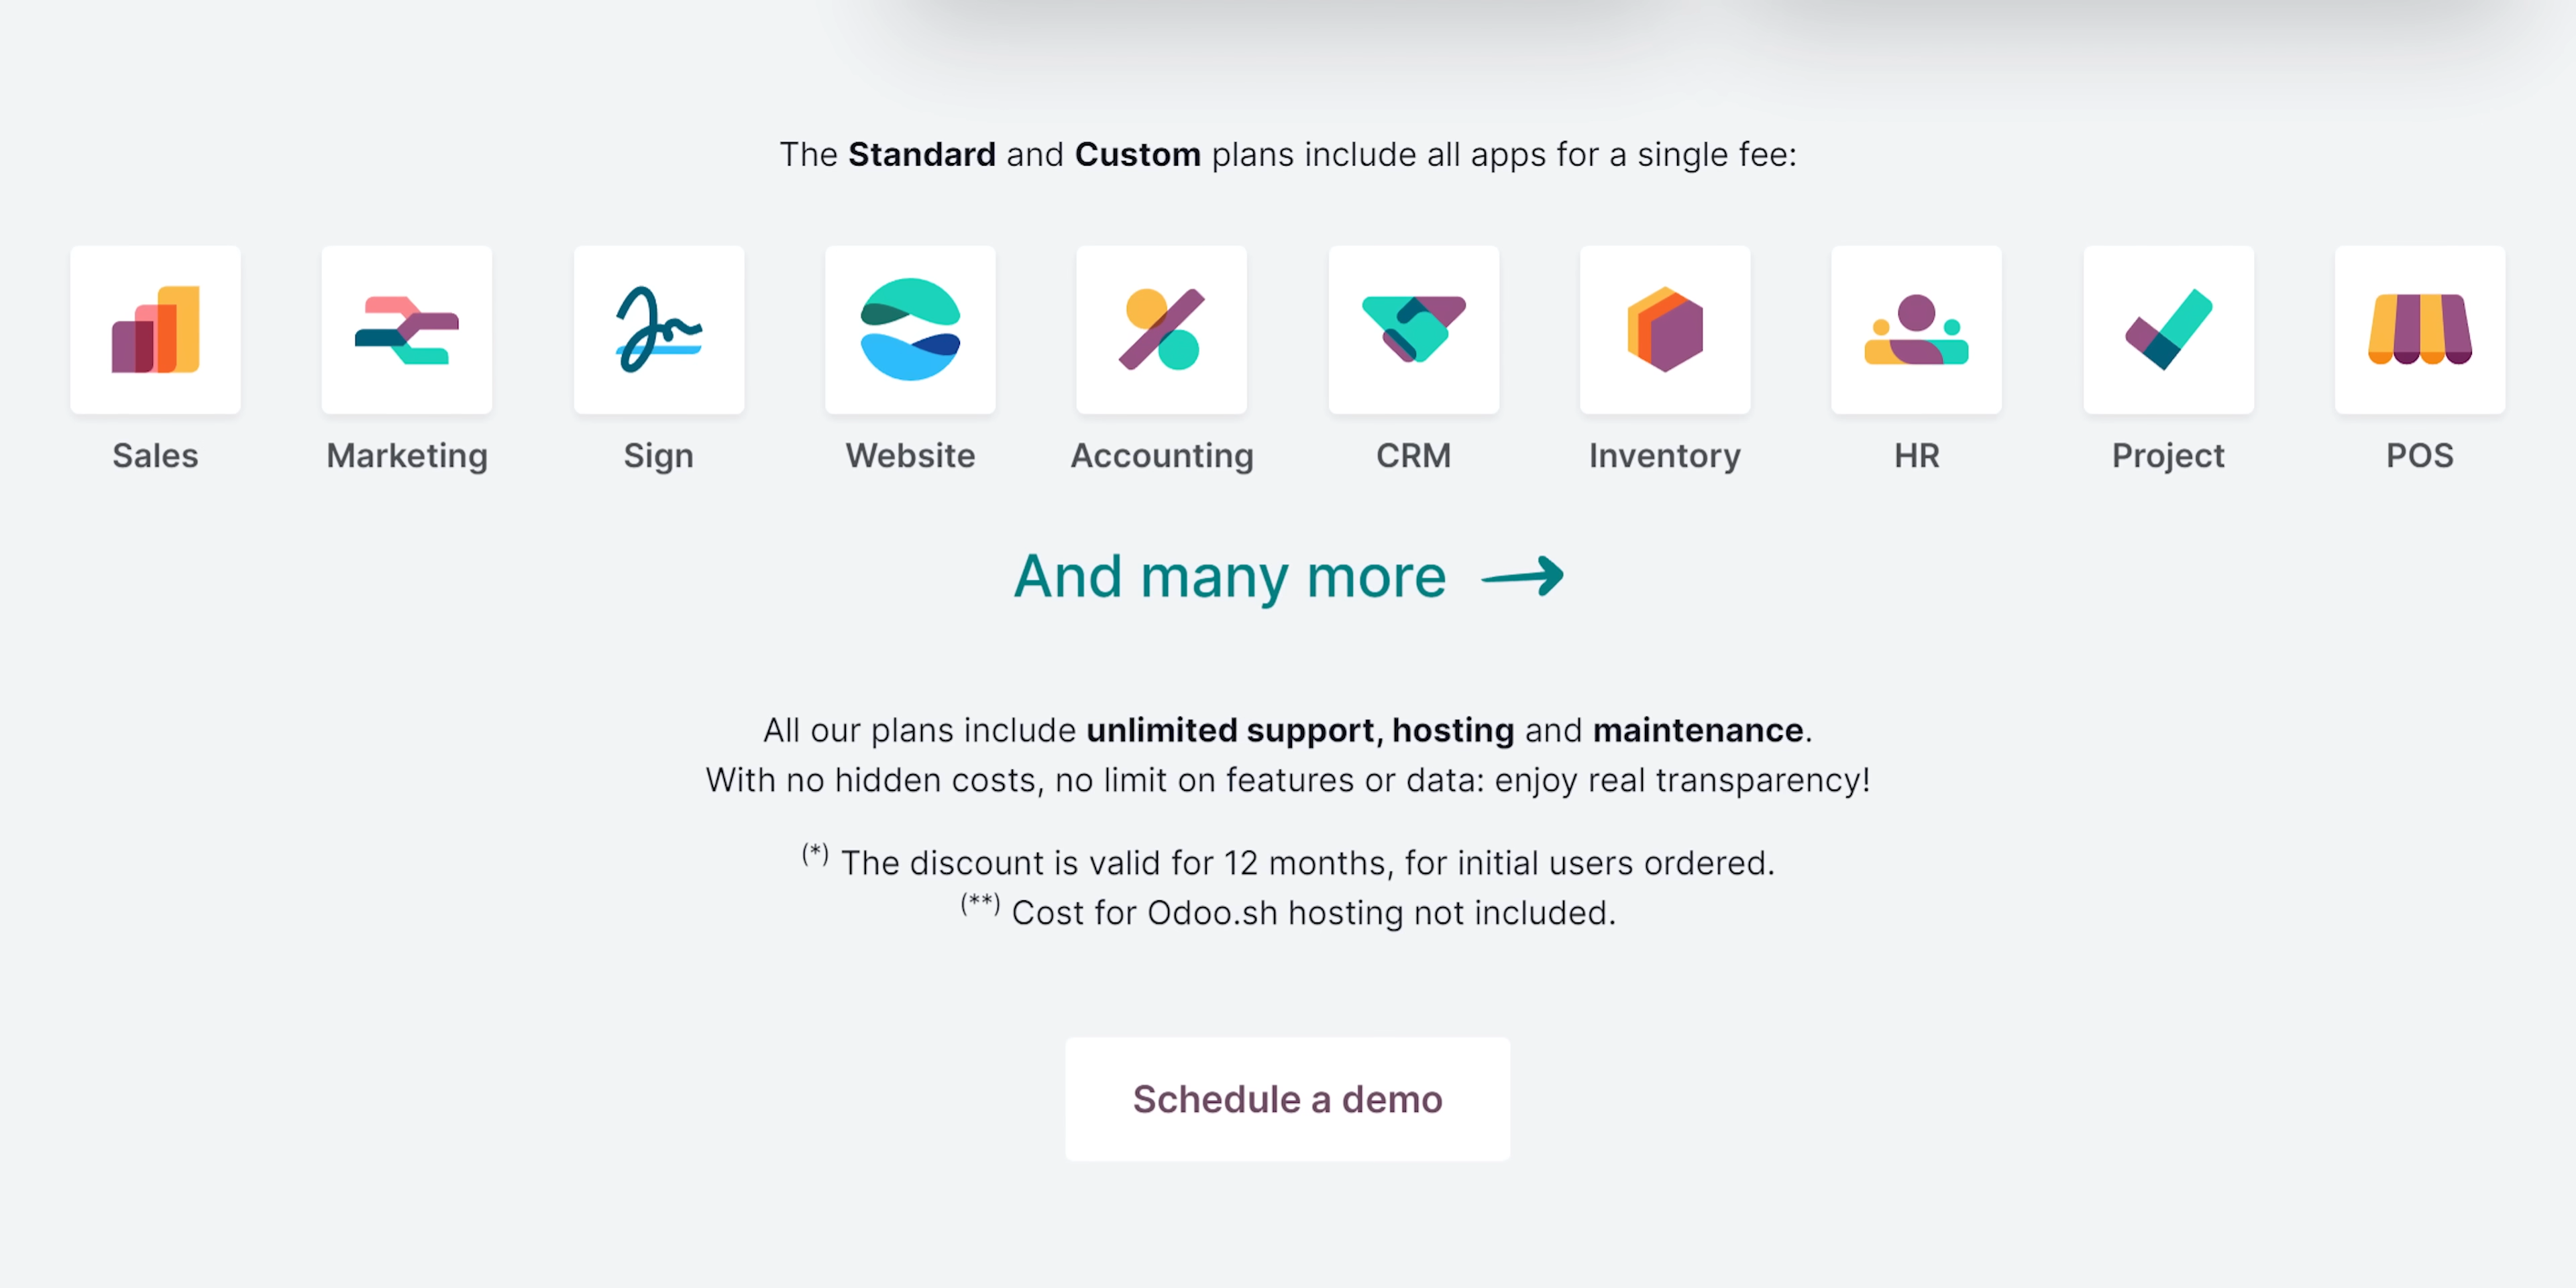 The Standard and Custom plans include all apps for a single fee:
Sales Marketing Sign Website Accounting CRM Inventory HR Project POS
And many more
All our plans include unlimited support, hosting and maintenance.
With no hidden costs, no limit on features or data: enjoy real transparency!
(*) The discount is valid for 12 months, for initial users ordered.
(**) Cost for Odoo.sh hosting not included.
Schedule a demo